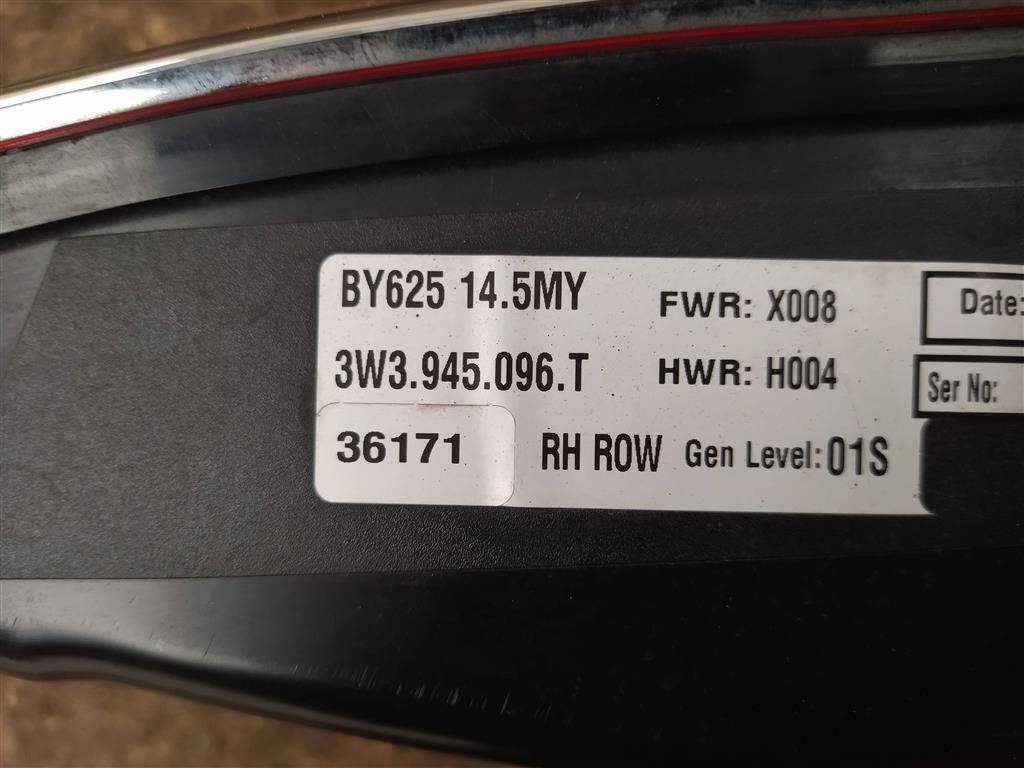 BY625 14.5MY FWR: X008 Date:
3W3.945.096.T HWR: H004 Ser No:
36171 RH ROW Gen Level: 01S